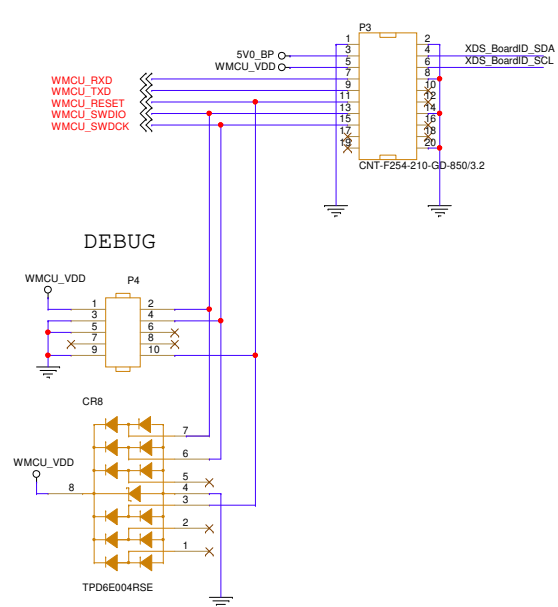 P3
1 2
5V0_BP 3 4 XDS_BoardID_SDA
WMCU_VDD 5 6 XDS_BoardID_SCL
WMCU_RXD 7 8
WMCU_TXD 9 10
WMCU_RESET 11 12
WMCU_SWDIO 13 14
WMCU_SWDCK 15 16
17 18
19 20
CNT-F254-210-GD-850/3.2
DEBUG
WMCU_VDD P4
1 2
3 4
5 6
7 8
9 10
CR8
7
6
WMCU_VDD
5
8 4
3
2
1
TPD6E004RSE